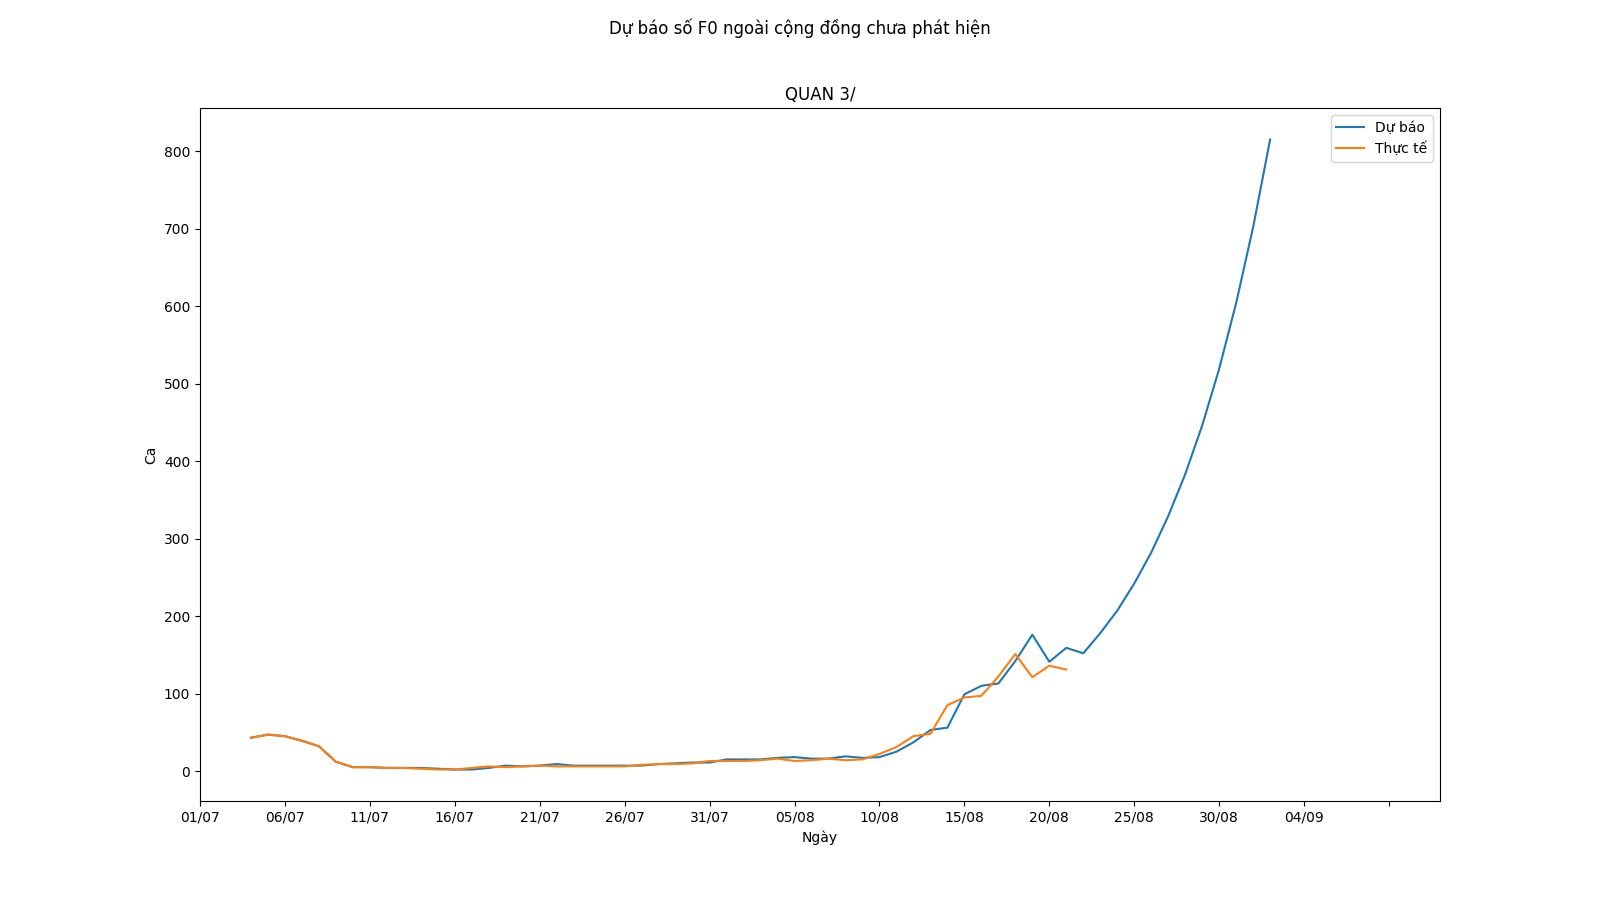 Dự báo số F0 ngoài cộng đồng chưa phát hiện
QUAN 3/
Dự báo
Thực tế
800
700
600
500
400
300
200
100
0
Ca
01/07 06/07 11/07 16/07 21/07 26/07 31/07 05/08 10/08 15/08 20/08 25/08 30/08 04/09
Ngày